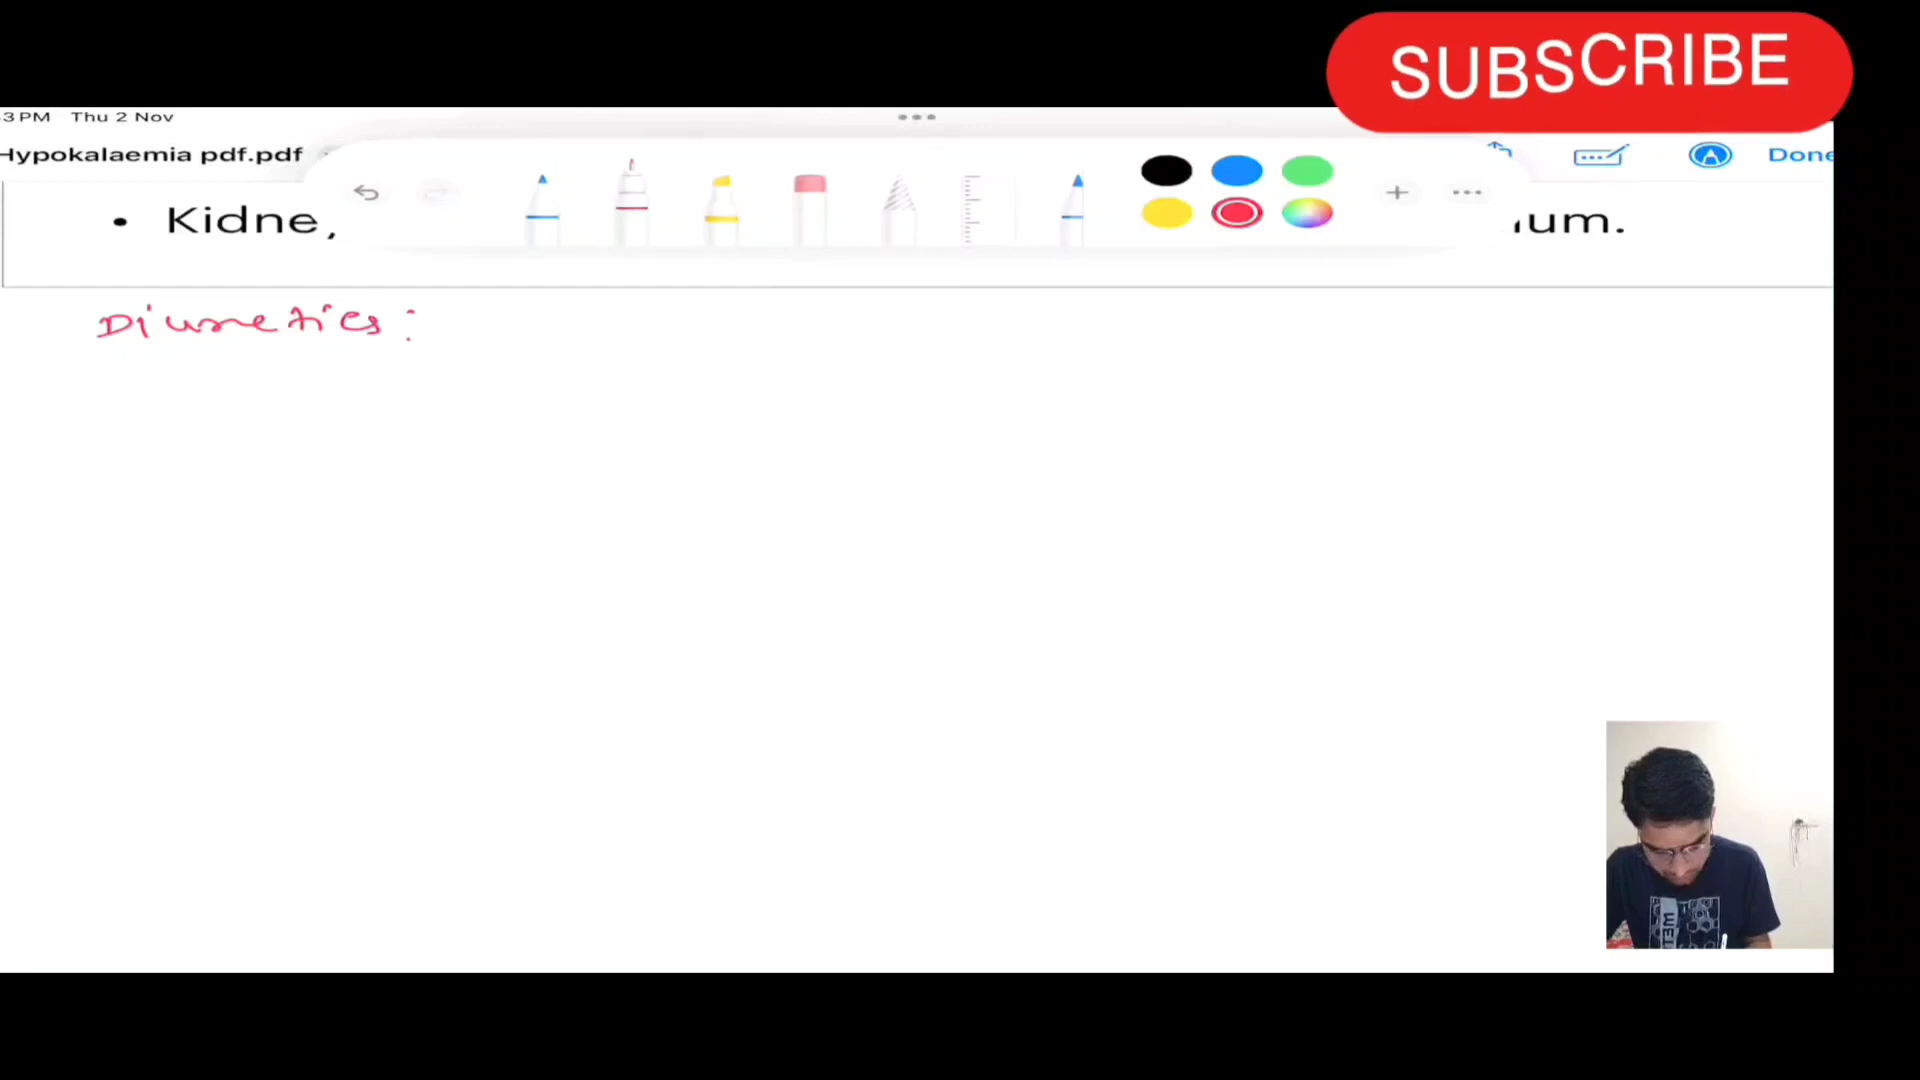 SUBSCRIBE
3 PM Thu 2 Nov
Hypokalaemia pdf.pdf
Done
• Kidne
ium.
Diuretics: